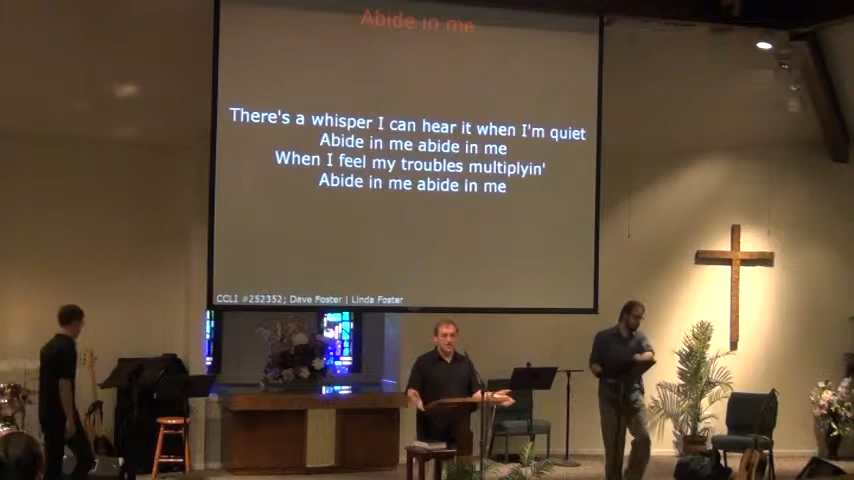 Abide in me
There's a whisper I can hear it when I'm quiet
Abide in me abide in me
When I feel my troubles multiplyin'
Abide in me abide in me
CCLI #252352; Dave Foster | Linda Foster